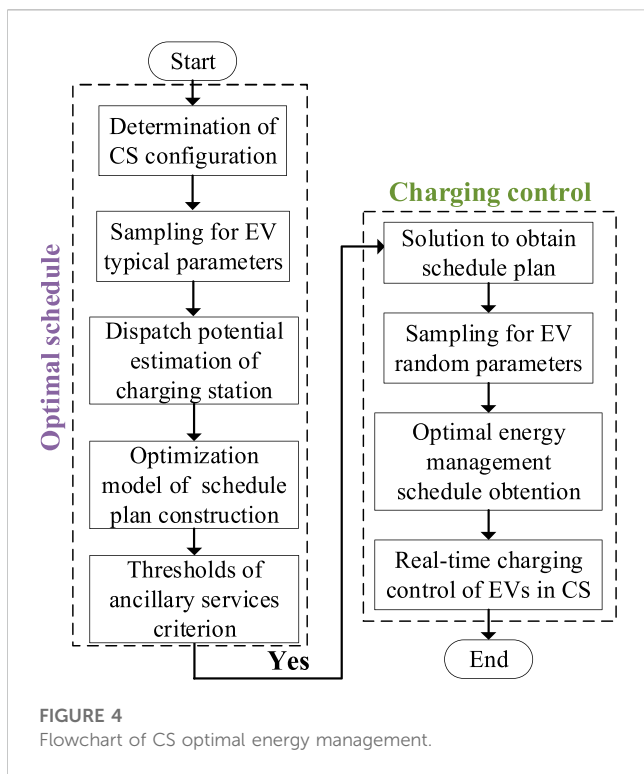 Start
Optimal schedule
Determination of
CS configuration
Sampling for EV
typical parameters
Dispatch potential
estimation of
charging station
Optimization
model of schedule
plan construction
Thresholds of
ancillary services
criterion
Yes
Charging control
Solution to obtain
schedule plan
Sampling for EV
random parameters
Optimal energy
management
schedule obtention
Real-time charging
control of EVs in CS
End
FIGURE 4
Flowchart of CS optimal energy management.